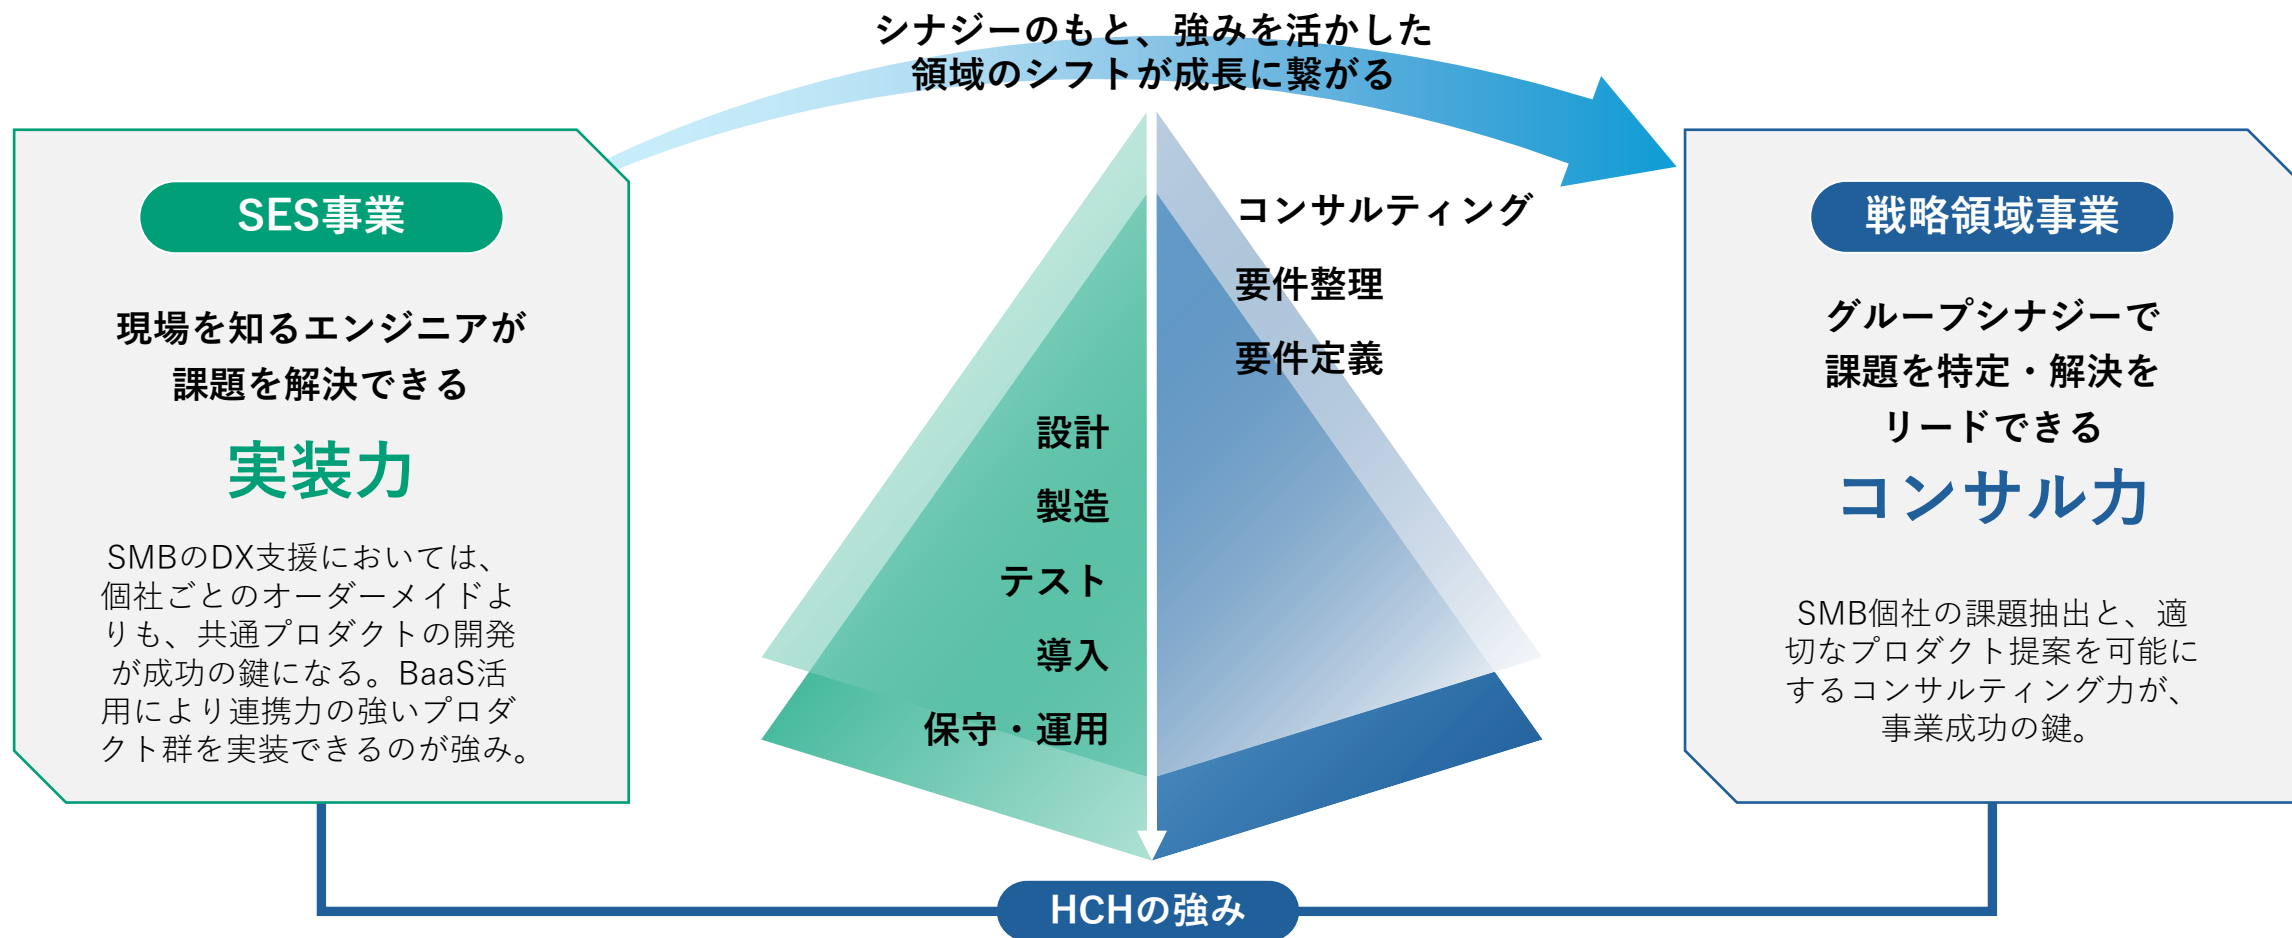 シナジーのもと、強みを活かした
領域のシフトが成長に繋がる
SES事業
現場を知るエンジニアが
課題を解決できる
実装力
SMBのDX支援においては、
個社ごとのオーダーメイドよ
りも、共通プロダクトの開発
が成功の鍵になる。BaaS活
用により連携力の強いプロダ
クト群を実装できるのが強み。
コンサルティング
要件整理
要件定義
設計
製造
テスト
導入
保守・運用
戦略領域事業
グループシナジーで
課題を特定・解決を
リードできる
コンサル力
SMB個社の課題抽出と、適
切なプロダクト提案を可能に
するコンサルティング力が、
事業成功の鍵。
HCHの強み